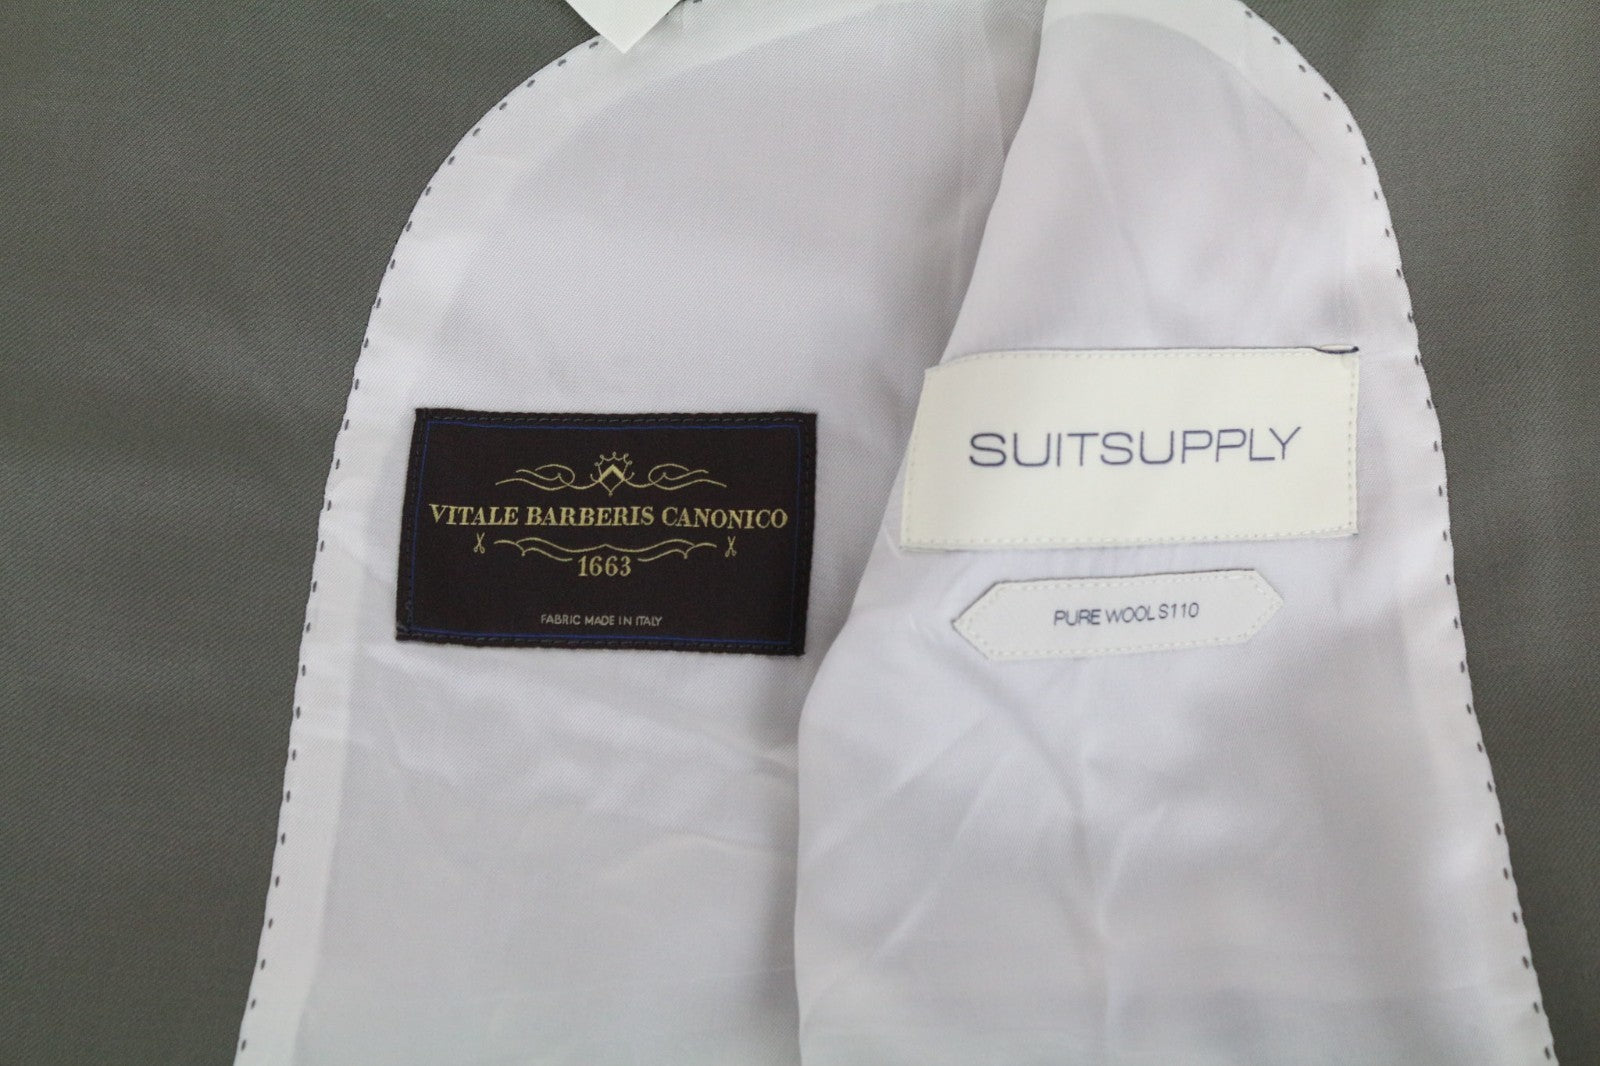 VITALE BARBERIS CANONICO
1663
FABRIC MADE IN ITALY
SUITSUPPLY
PURE WOOL S110